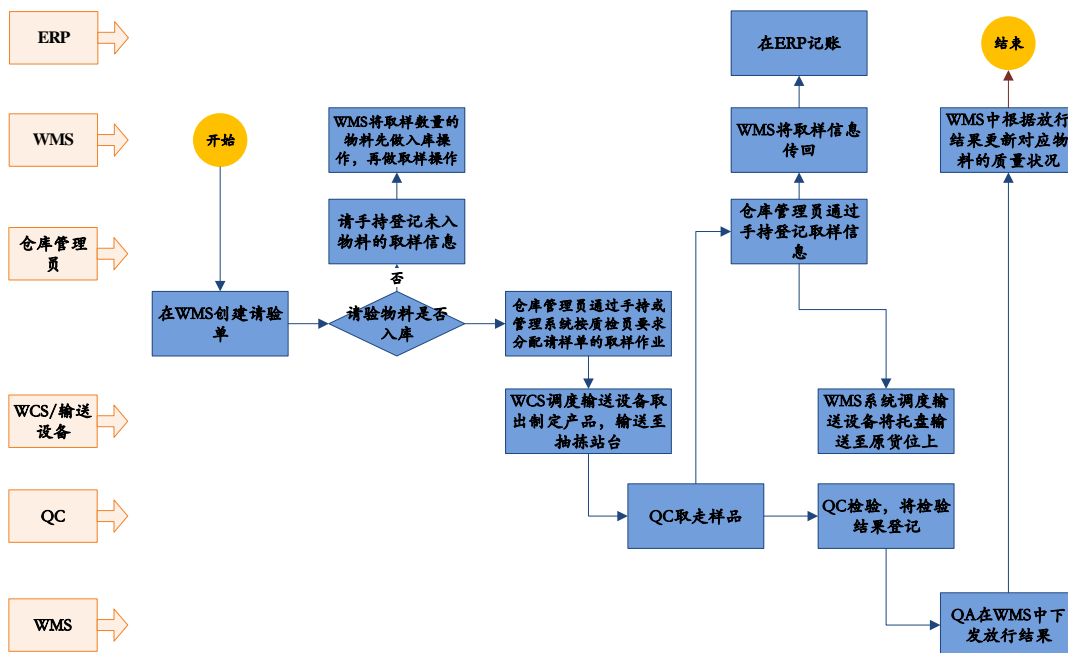 ERP
WMS
仓库管理
员
WCS/输送
设备
QC
WMS
开始
在WMS创建请验
单
WMS将取样数量的
物料先做入库操
作，再做取样操作
请手持登记未入
物料的取样信息
否
请验物料是否
入库
仓库管理员通过手持或
管理系统按质检员要求
分配请样单的取样作业
WCS调度输送设备取
出制定产品，输送至
抽拣站台
QC取走样品
在ERP记账
WMS将取样信息
传回
仓库管理员通过
手持登记取样信
息
WMS系统调度输
送设备将托盘输
送至原货位上
QC检验，将检验
结果登记
QA在WMS中下
发放行结果
WMS中根据放行
结果更新对应物
料的质量状况
结束